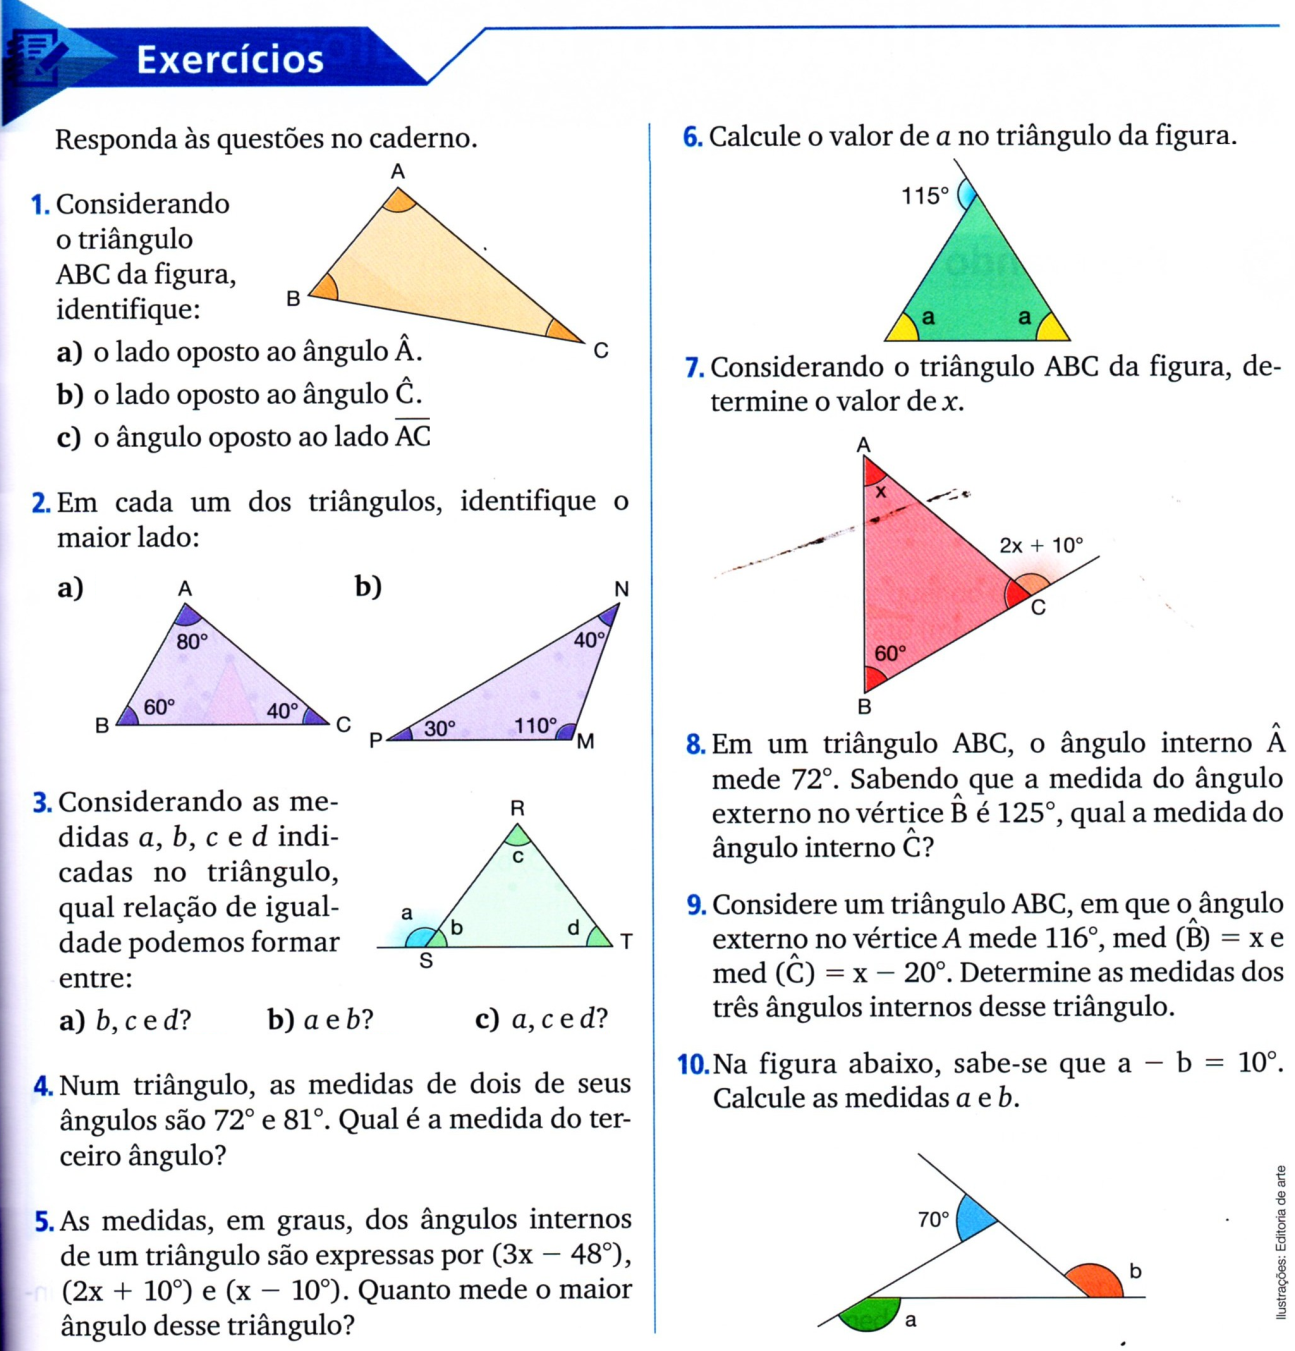 Exercícios
Responda às questões no caderno.
1. Considerando
o triângulo
ABC da figura,
identifique:
A
B
C
a) o lado oposto ao ângulo Â.
b) o lado oposto ao ângulo Ĉ.
c) o ângulo oposto ao lado A̅C̅
2. Em cada um dos triângulos, identifique o
maior lado:
a)
A
80°
B
60°
40°
C
b)
N
40°
P
30°
110°
M
3. Considerando as me-
didas a, b, c e d indi-
cadas no triângulo,
qual relação de igual-
dade podemos formar
entre:
R
c
a
b
d
T
S
a) b, c e d?
b) a e b?
c) a, c e d?
4. Num triângulo, as medidas de dois de seus
ângulos são 72° e 81°. Qual é a medida do ter-
ceiro ângulo?
5. As medidas, em graus, dos ângulos internos
de um triângulo são expressas por (3x − 48°),
(2x + 10°) e (x − 10°). Quanto mede o maior
ângulo desse triângulo?
6. Calcule o valor de a no triângulo da figura.
115°
a
a
7. Considerando o triângulo ABC da figura, de-
termine o valor de x.
A
x
2x + 10°
C
60°
B
8. Em um triângulo ABC, o ângulo interno Â
mede 72°. Sabendo que a medida do ângulo
externo no vértice B̂ é 125°, qual a medida do
ângulo interno Ĉ?
9. Considere um triângulo ABC, em que o ângulo
externo no vértice A mede 116°, med (B̂) = x e
med (Ĉ) = x − 20°. Determine as medidas dos
três ângulos internos desse triângulo.
10. Na figura abaixo, sabe-se que a − b = 10°.
Calcule as medidas a e b.
70°
b
a
Ilustrações: Editoria de arte